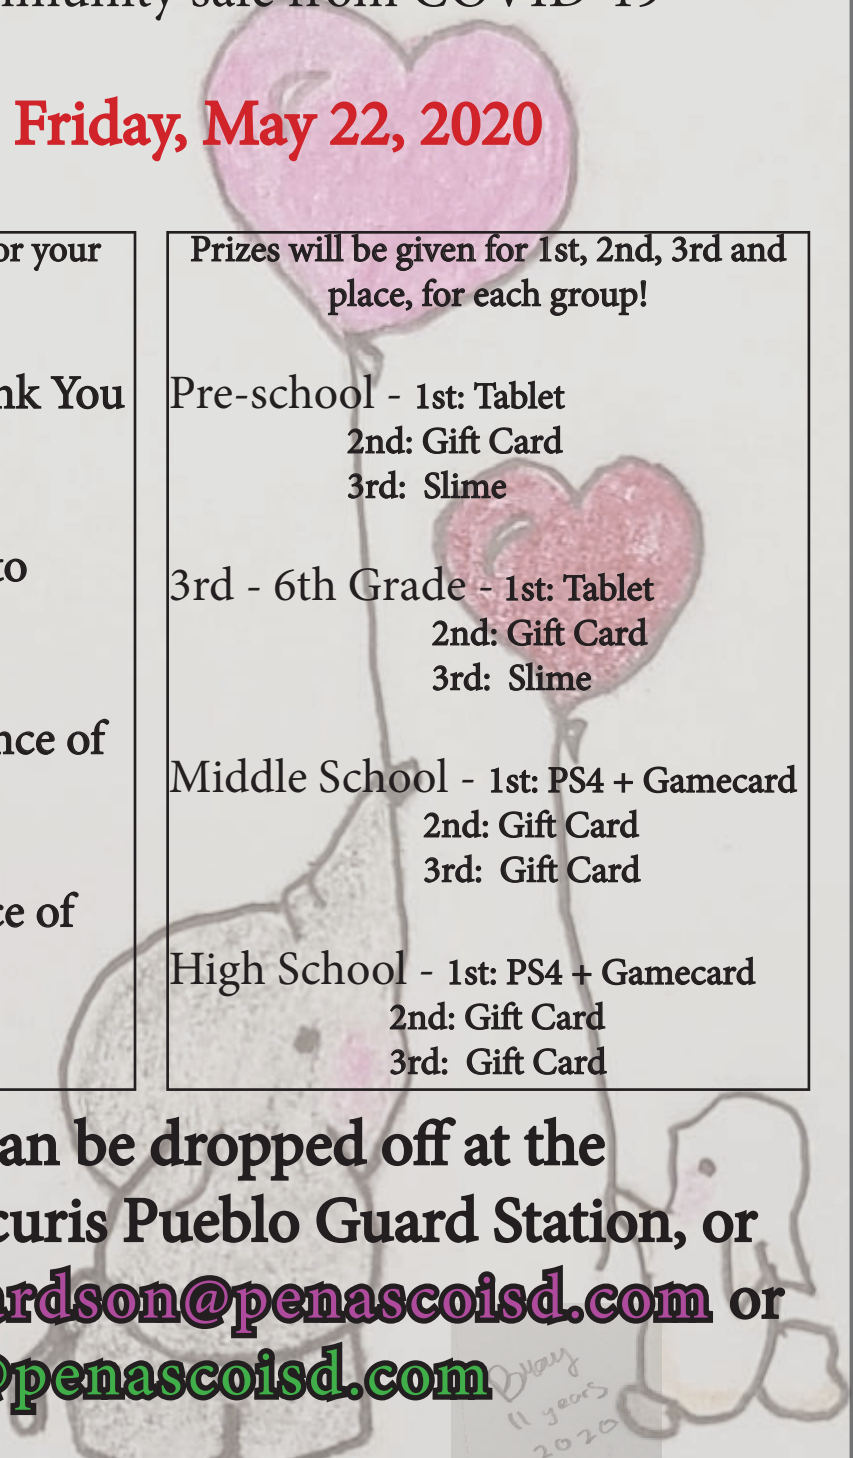 safe from COVID-19
Friday, May 22, 2020
or your
You
to
of
of
Prizes will be given for 1st, 2nd, 3rd and
place, for each group!
Pre-school - 1st: Tablet
2nd: Gift Card
3rd: Slime
3rd - 6th Grade - 1st: Tablet
2nd: Gift Card
3rd: Slime
Middle School - 1st: PS4 + Gamecard
2nd: Gift Card
3rd: Gift Card
High School - 1st: PS4 + Gamecard
2nd: Gift Card
3rd: Gift Card
an be dropped off at the
curis Pueblo Guard Station, or
ardson@penascoisd.com or
@penascoisd.com
11 years
2020